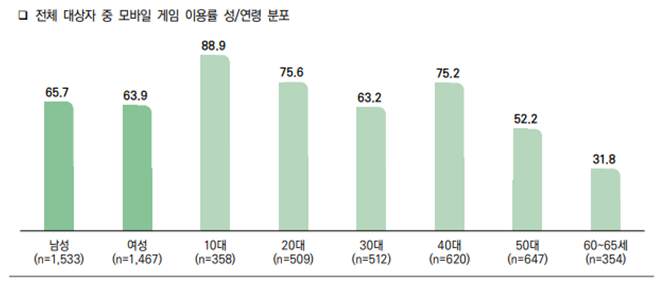 ❏ 전체 대상자 중 모바일 게임 이용률 성/연령 분포
65.7 63.9 88.9 75.6 63.2 75.2 52.2 31.8
남성 여성 10대 20대 30대 40대 50대 60~65세
(n=1,533) (n=1,467) (n=358) (n=509) (n=512) (n=620) (n=647) (n=354)